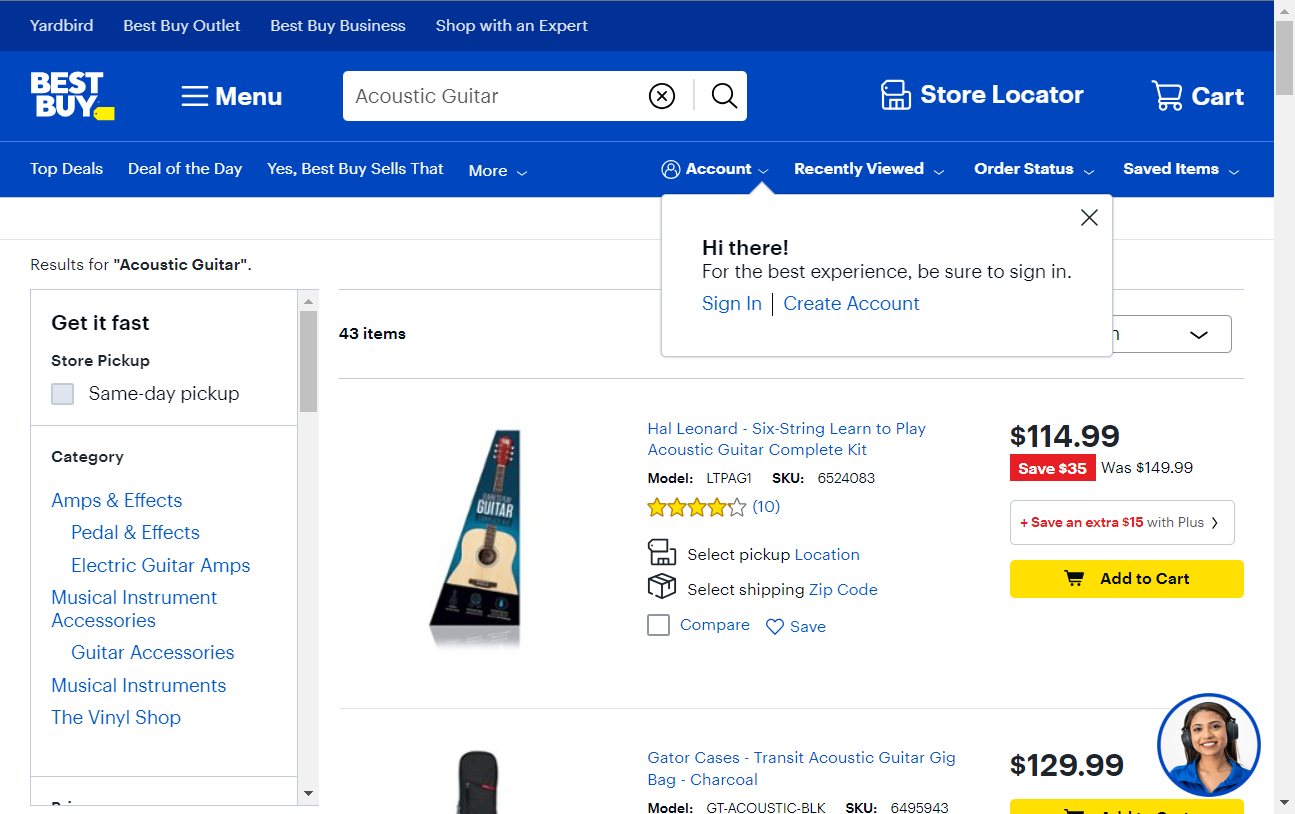 Yardbird Best Buy Outlet Best Buy Business Shop with an Expert
BEST BUY
Menu
Acoustic Guitar
Store Locator
Cart
Top Deals Deal of the Day Yes, Best Buy Sells That More
Account Recently Viewed Order Status Saved Items
Hi there!
For the best experience, be sure to sign in.
Sign In | Create Account
Results for "Acoustic Guitar".
Get it fast
Store Pickup
Same-day pickup
Category
Amps & Effects
Pedal & Effects
Electric Guitar Amps
Musical Instrument
Accessories
Guitar Accessories
Musical Instruments
The Vinyl Shop
43 items
GUITAR
Hal Leonard - Six-String Learn to Play
Acoustic Guitar Complete Kit
Model: LTPAG1 SKU: 6524083
(10)
Select pickup Location
Select shipping Zip Code
Compare Save
$114.99
Save $35 Was $149.99
+ Save an extra $15 with Plus
Add to Cart
Gator Cases - Transit Acoustic Guitar Gig
Bag - Charcoal
Model: GT-ACOUSTIC-BLK SKU: 6495943
$129.99
Add to Cart